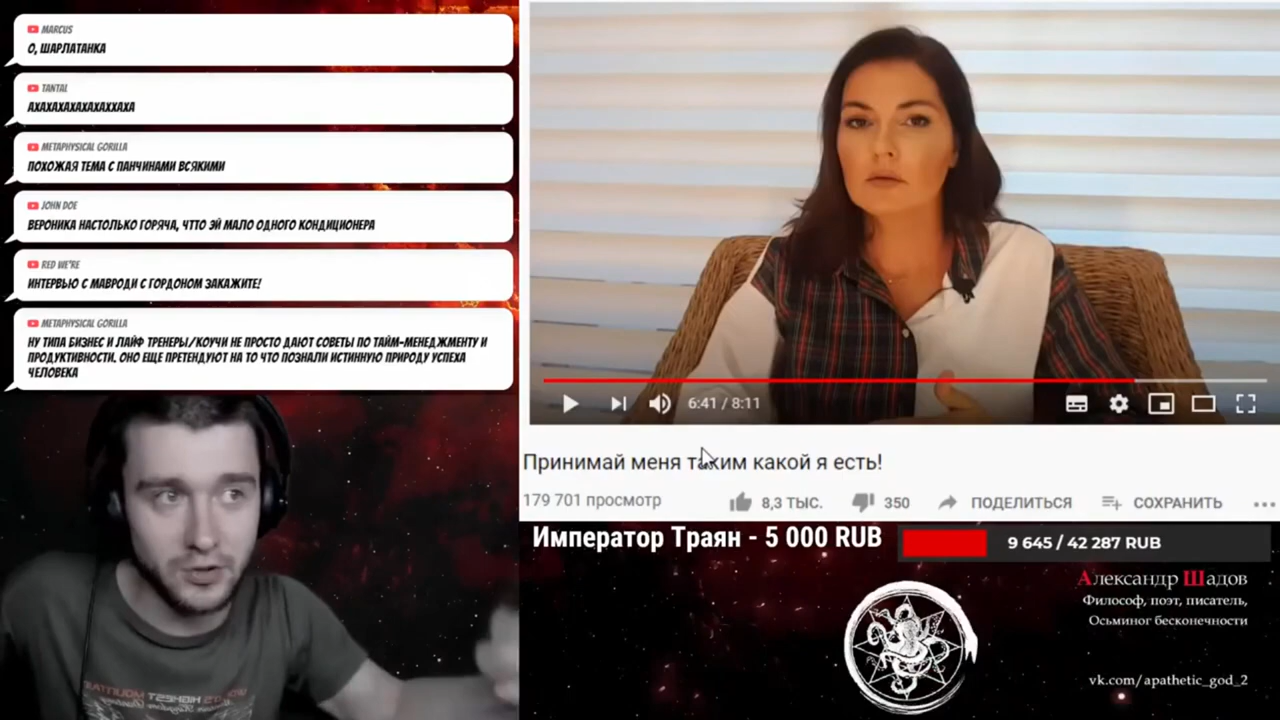 MARCUS
О, ШАРЛАТАНКА
TANTAL
АХАХАХАХАХАХАХХАХА
METAPHYSICAL GORILLA
ПОХОЖАЯ ТЕМА С ПАНЧИНАМИ ВСЯКИМИ
JOHN DOE
ВЕРОНИКА НАСТОЛЬКО ГОРЯЧА, ЧТТО ЭЙ МАЛО ОДНОГО КОНДИЦИОНЕРА
RED WE'RE
ИНТЕРВЬЮ С МАВРОДИ С ГОРДОНОМ ЗАКАЖИТЕ!
METAPHYSICAL GORILLA
НУ ТИПА БИЗНЕС И ЛАЙФ ТРЕНЕРЫ/КОУЧИ НЕ ПРОСТО ДАЮТ СОВЕТЫ ПО ТАЙМ-МЕНЕДЖМЕНТУ И
ПРОДУКТИВНОСТИ. ОНО ЕЩЕ ПРЕТЕНДУЮТ НА ТО ЧТО ПОЗНАЛИ ИСТИННУЮ ПРИРОДУ УСПЕХА
ЧЕЛОВЕКА
6:41 / 8:11
Принимай меня таким какой я есть!
179 701 просмотр
8,3 ТЫС.
350
ПОДЕЛИТЬСЯ
СОХРАНИТЬ
Император Траян - 5 000 RUB
9 645 / 42 287 RUB
Александр Шадов
Философ, поэт, писатель,
Осьминог бесконечности
vk.com/apathetic_god_2